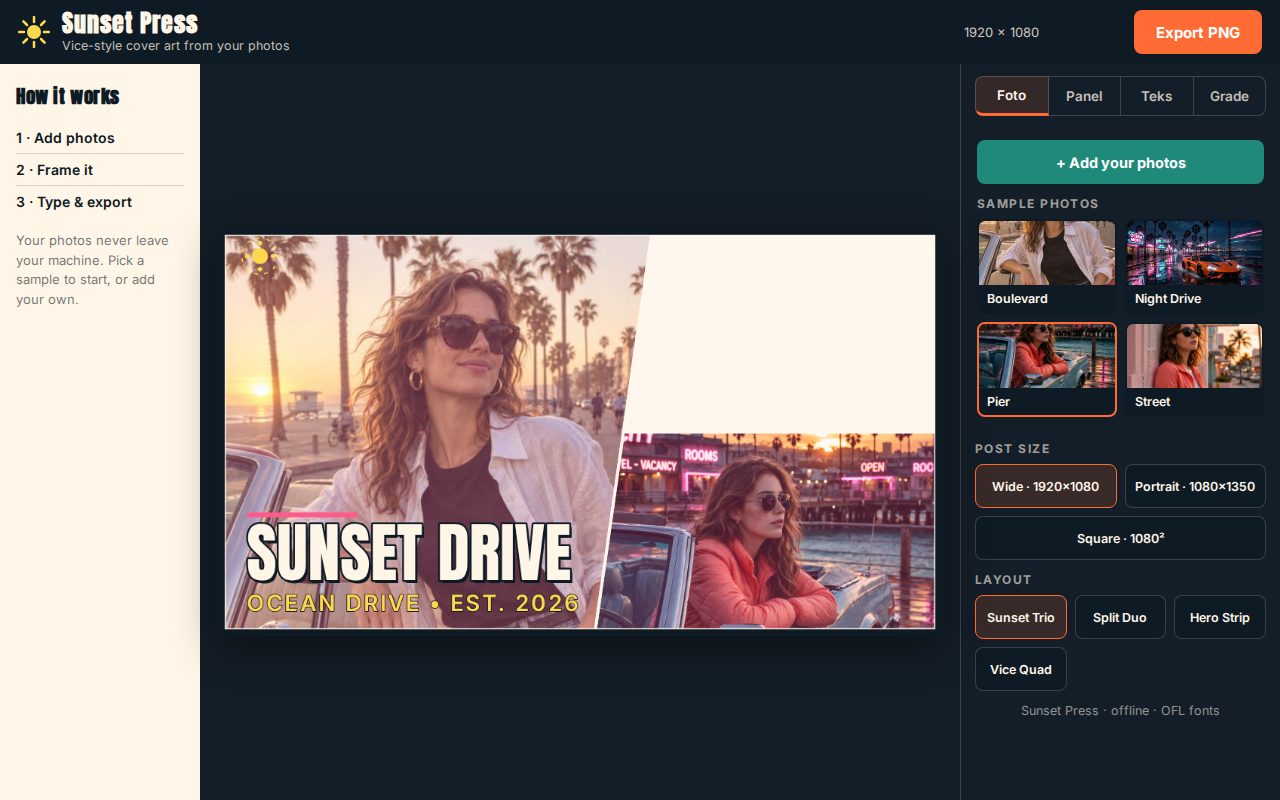 Sunset Press
Vice-style cover art from your photos
1920 × 1080
Export PNG
How it works
1 · Add photos
2 · Frame it
3 · Type & export
Your photos never leave
your machine. Pick a
sample to start, or add
your own.
EL - VACANCY
ROOMS
OPEN
ROO
SUNSET DRIVE
OCEAN DRIVE • EST. 2026
Foto
Panel
Teks
Grade
+ Add your photos
SAMPLE PHOTOS
Boulevard
Night Drive
Pier
Street
POST SIZE
Wide · 1920×1080
Portrait · 1080×1350
Square · 1080²
LAYOUT
Sunset Trio
Split Duo
Hero Strip
Vice Quad
Sunset Press · offline · OFL fonts